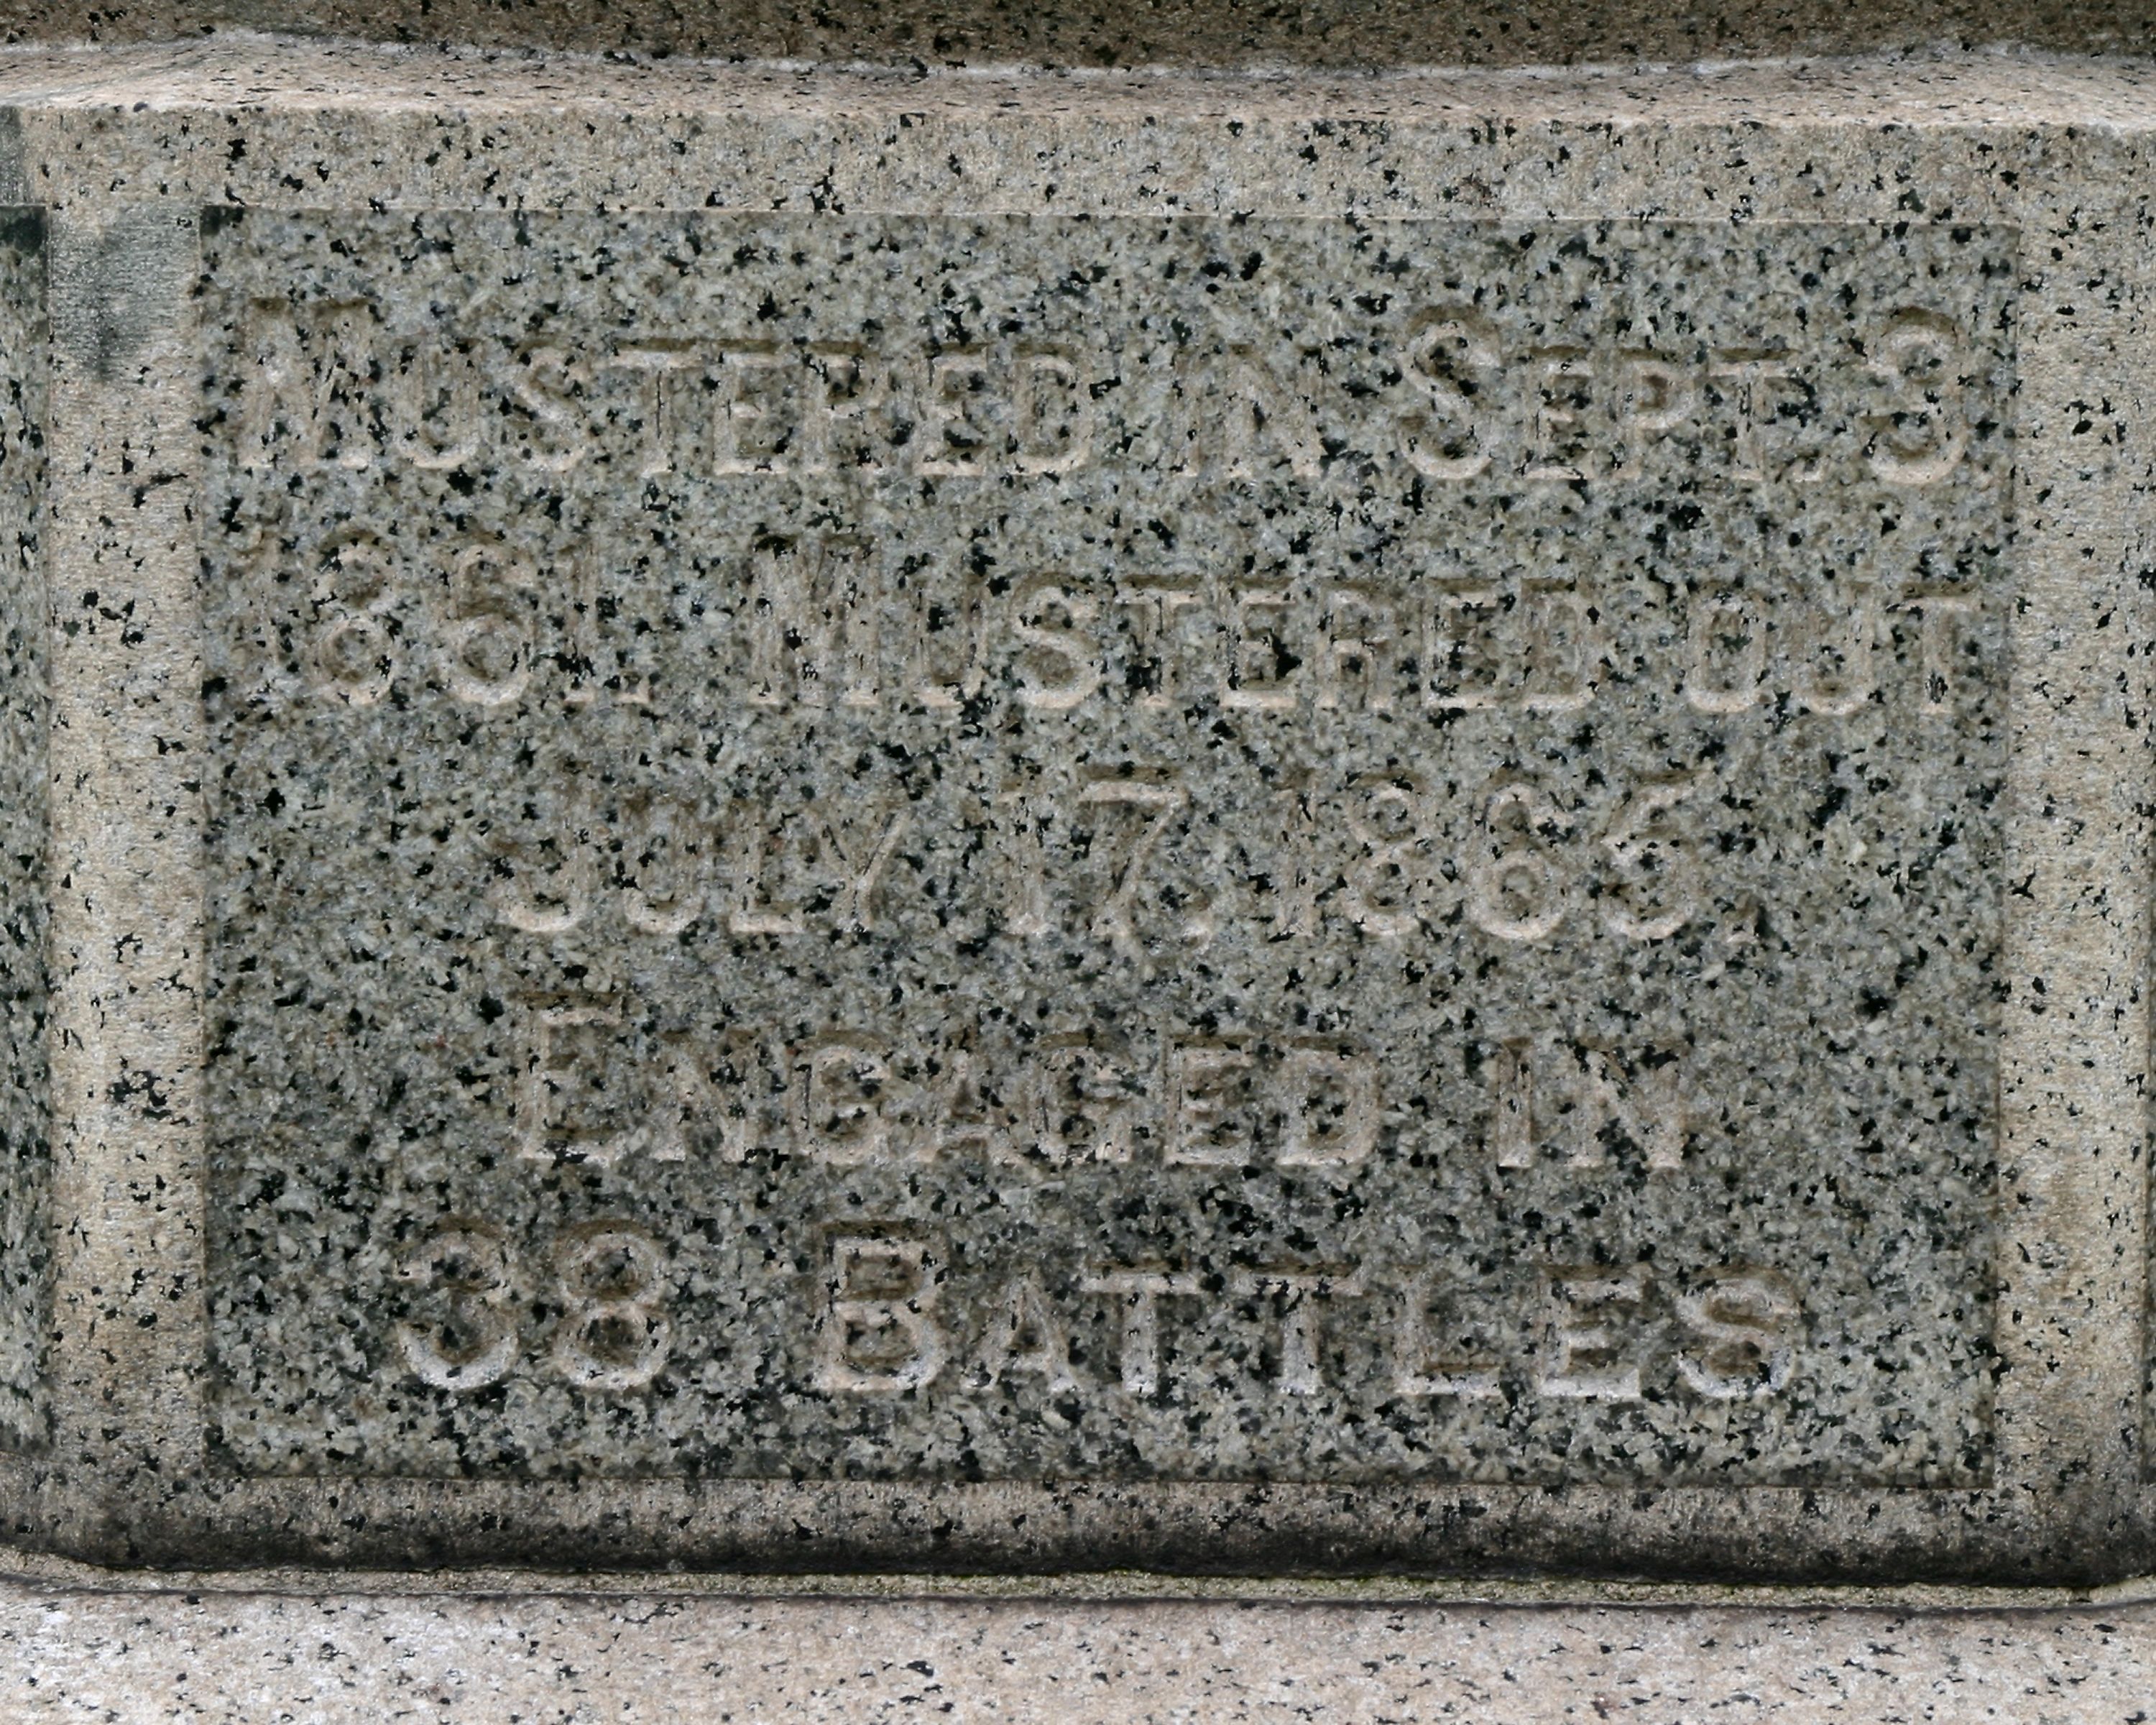 MUSTERED IN SEPT. 3
1861. MUSTERED OUT
JULY 17, 1865.
ENGAGED IN
38 BATTLES